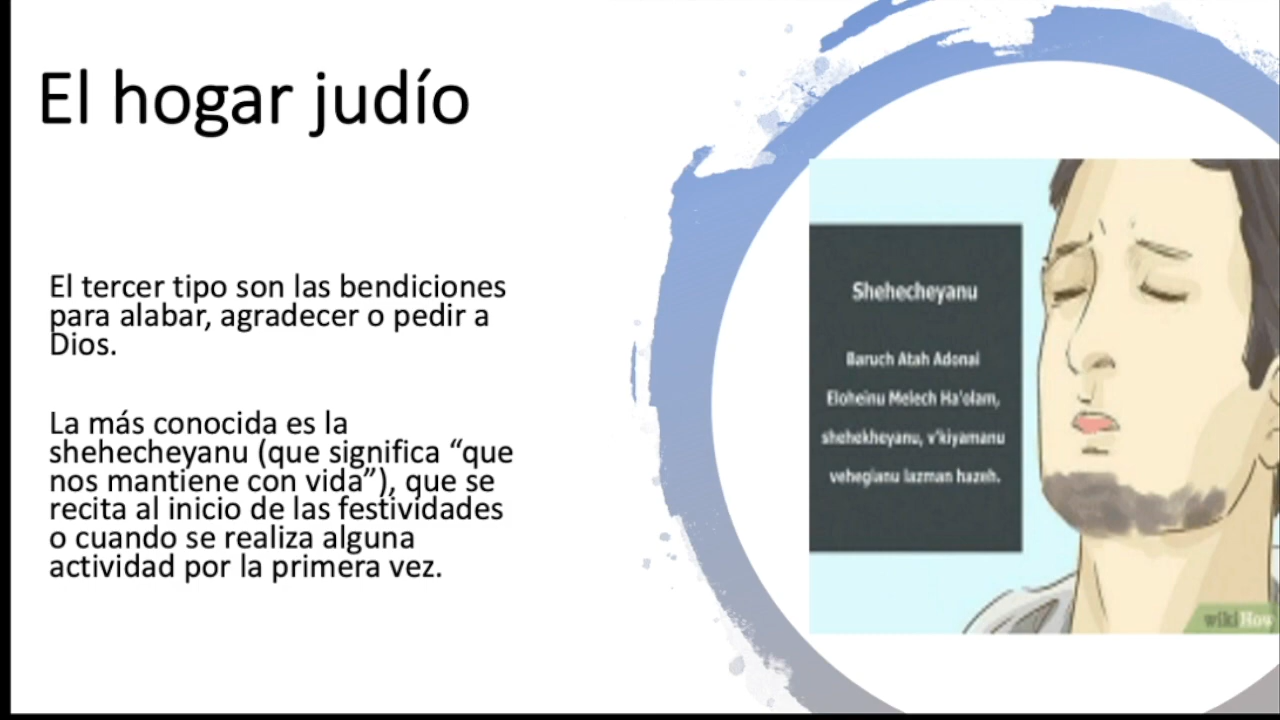 El hogar judío
El tercer tipo son las bendiciones
para alabar, agradecer o pedir a
Dios.
La más conocida es la
shehecheyanu (que significa “que
nos mantiene con vida”), que se
recita al inicio de las festividades
o cuando se realiza alguna
actividad por la primera vez.
Shehecheyanu
Baruch Atah Adonai
Eloheinu Melech Ha'olam,
shehekheyanu, v'kiyamanu
vehegianu lazman hazeh.
wikiHow